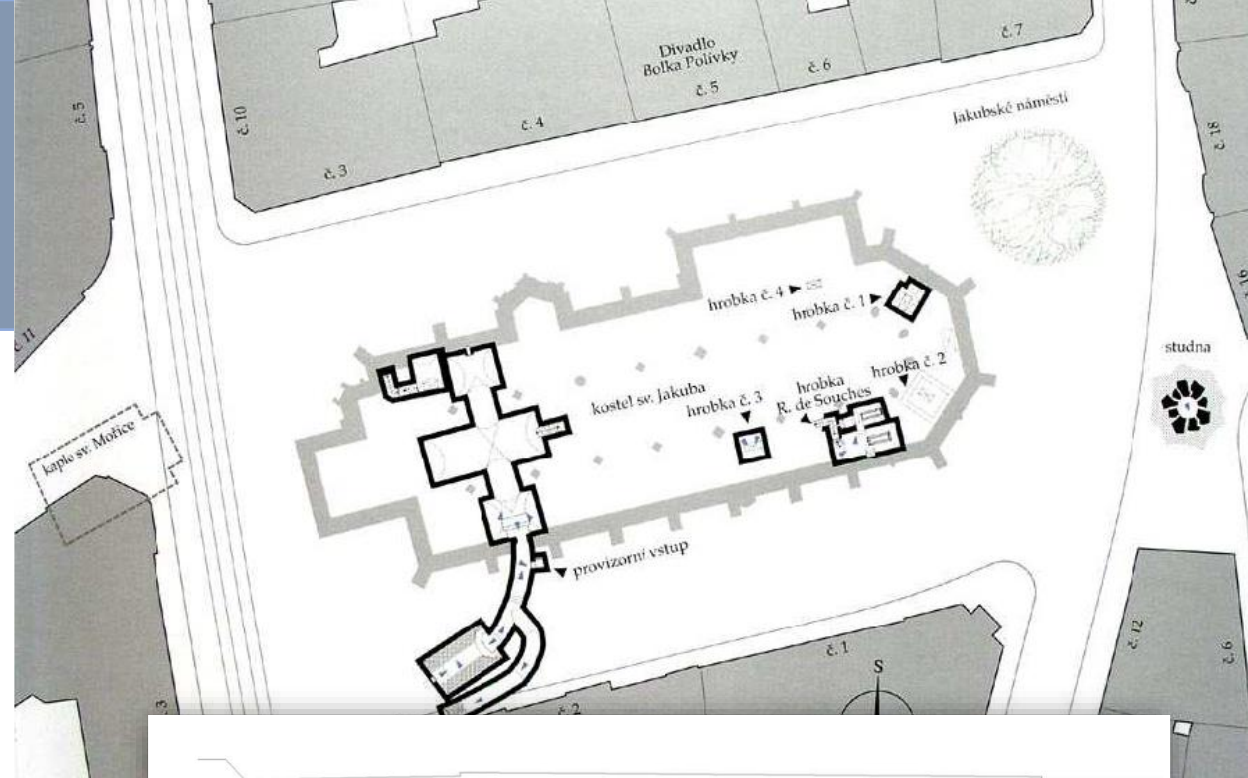 Divadlo
Bolka Polívky
č. 7
č. 6
č. 5
č. 5
č. 4
č. 10
č. 3
č. 18
Jakubské náměstí
hrobka č. 4
hrobka č. 1
č. 16
č. 11
studna
hrobka č. 2
hrobka
R. de Souches
hrobka č. 3
kostel sv. Jakuba
kaple sv. Mořice
provizorní vstup
č. 12
č. 1
S
č. 2